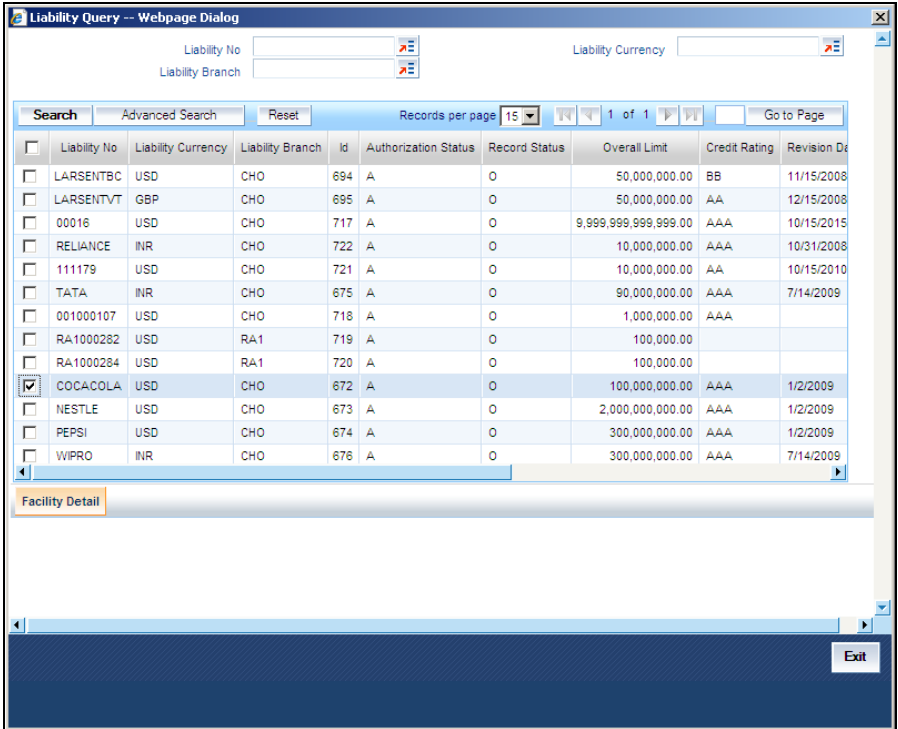 Liability Query -- Webpage Dialog
Liability No Liability Currency
Liability Branch
Search Advanced Search Reset Records per page 15 1 of 1 Go to Page
Liability No Liability Currency Liability Branch Id Authorization Status Record Status Overall Limit Credit Rating Revision Da
LARSENTBC USD CHO 694 A O 50,000,000.00 BB 11/15/2008
LARSENTVT GBP CHO 695 A O 50,000,000.00 AA 12/15/2008
00016 USD CHO 717 A O 9,999,999,999,999.00 AAA 10/15/2015
RELIANCE INR CHO 722 A O 10,000,000.00 AAA 10/31/2008
111179 USD CHO 721 A O 10,000,000.00 AA 10/15/2010
TATA INR CHO 675 A O 90,000,000.00 AAA 7/14/2009
001000107 USD CHO 718 A O 1,000,000.00 AAA
RA1000282 USD RA1 719 A O 100,000.00
RA1000284 USD RA1 720 A O 100,000.00
COCACOLA USD CHO 672 A O 100,000,000.00 AAA 1/2/2009
NESTLE USD CHO 673 A O 2,000,000,000.00 AAA 1/2/2009
PEPSI USD CHO 674 A O 300,000,000.00 AAA 1/2/2009
WIPRO INR CHO 676 A O 300,000,000.00 AAA 7/14/2009
Facility Detail
Exit